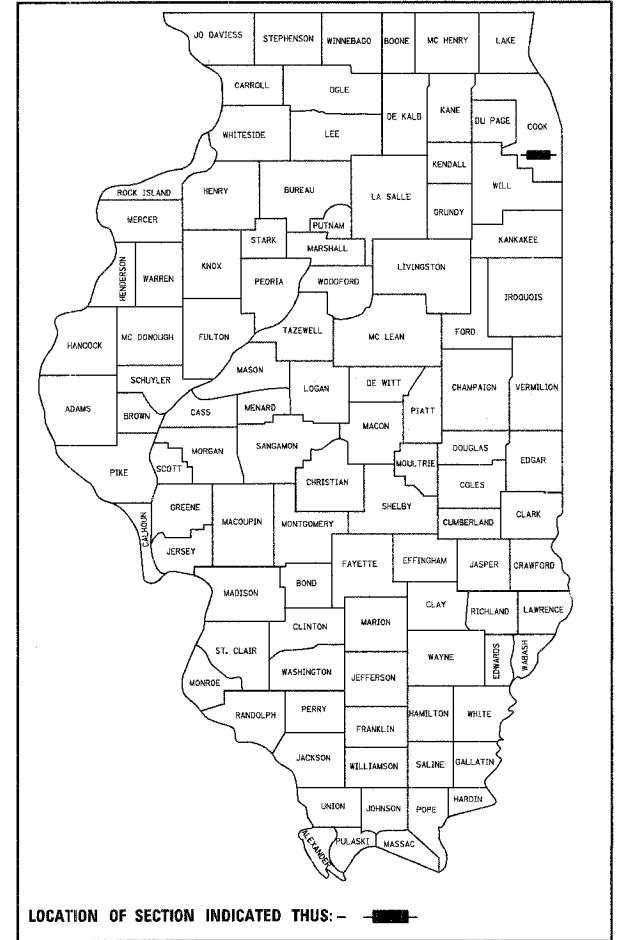 JO DAVIESS STEPHENSON WINNEBAGO BOONE MC HENRY LAKE
CARROLL OGLE DE KALB KANE DU PAGE COOK
WHITESIDE LEE
KENDALL WILL
ROCK ISLAND HENRY BUREAU LA SALLE GRUNDY
MERCER PUTNAM
STARK MARSHALL KANKAKEE
HENDERSON WARREN KNOX PEORIA WOODFORD LIVINGSTON IROQUOIS
HANCOCK MC DONOUGH FULTON TAZEWELL MC LEAN FORD
MASON
SCHUYLER LOGAN DE WITT CHAMPAIGN VERMILION
ADAMS BROWN CASS MENARD MACON PIATT
MORGAN SANGAMON DOUGLAS
PIKE SCOTT CHRISTIAN MOULTRIE COLES EDGAR
GREENE SHELBY
CALHOUN MACOUPIN MONTGOMERY CUMBERLAND CLARK
JERSEY
FAYETTE EFFINGHAM JASPER CRAWFORD
MADISON BOND
CLAY RICHLAND LAWRENCE
CLINTON MARION
ST. CLAIR WAYNE EDWARDS WABASH
WASHINGTON JEFFERSON
MONROE
RANDOLPH PERRY HAMILTON WHITE
FRANKLIN
JACKSON WILLIAMSON SALINE GALLATIN
UNION JOHNSON POPE HARDIN
ALEXANDER PULASKI MASSAC
LOCATION OF SECTION INDICATED THUS: -